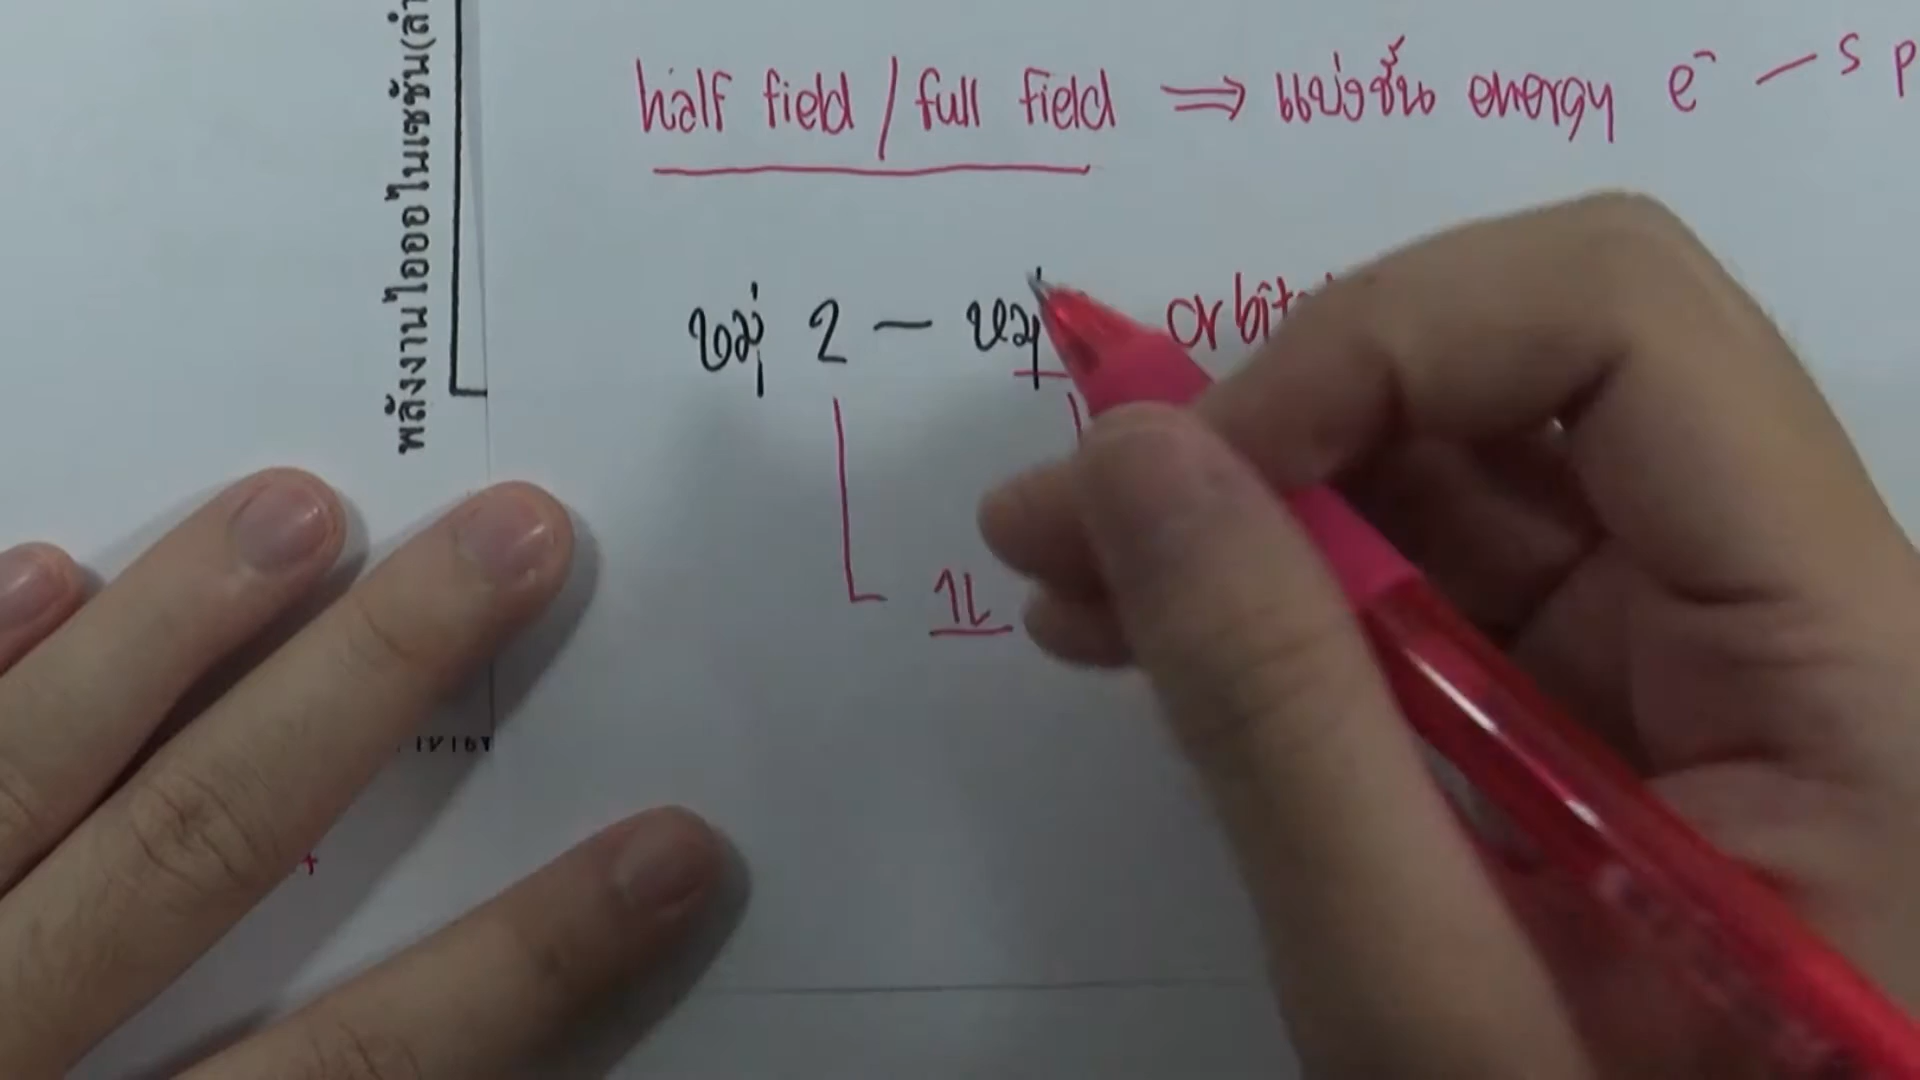 half field / full field ⇒ แบ่งชั้น energy e⁻ — s p
หมู่ 2 — หมู่
1l
พลังงานไอออไนเซชัน(ลำ
+